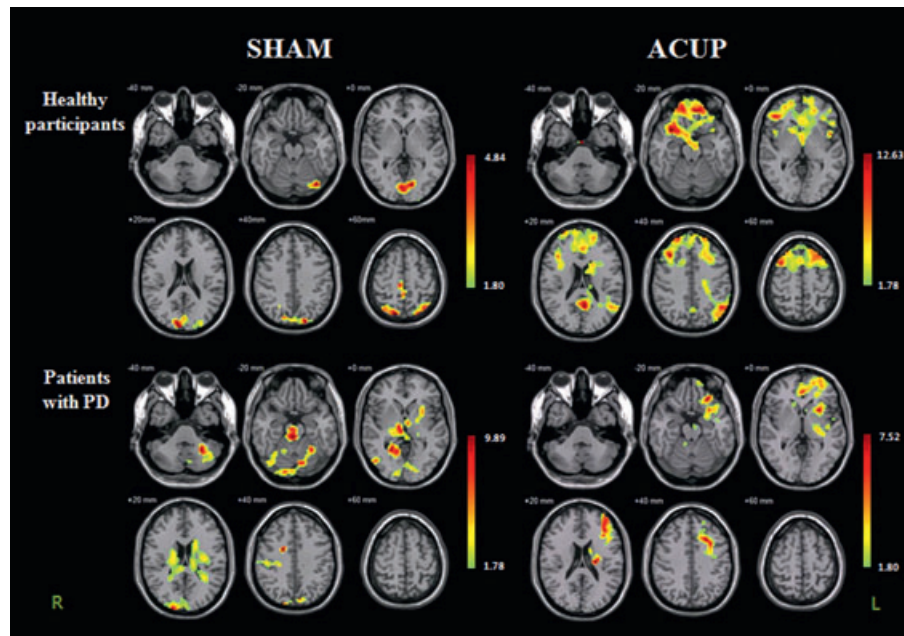 SHAM
ACUP
Healthy
participants
-40 mm
-20mm
+0 mm
4.84
+20mm
+40mm
+60mm
1.80
-40 mm
-20 mm
+0 mm
12.63
+20 mm
+40 mm
+60 mm
1.78
Patients
with PD
-40 mm
-20 mm
+0 mm
9.89
+20 mm
+40 mm
+60 mm
1.78
-40 mm
-20 mm
+0 mm
7.52
+20 mm
+40 mm
+60 mm
1.80
R
L